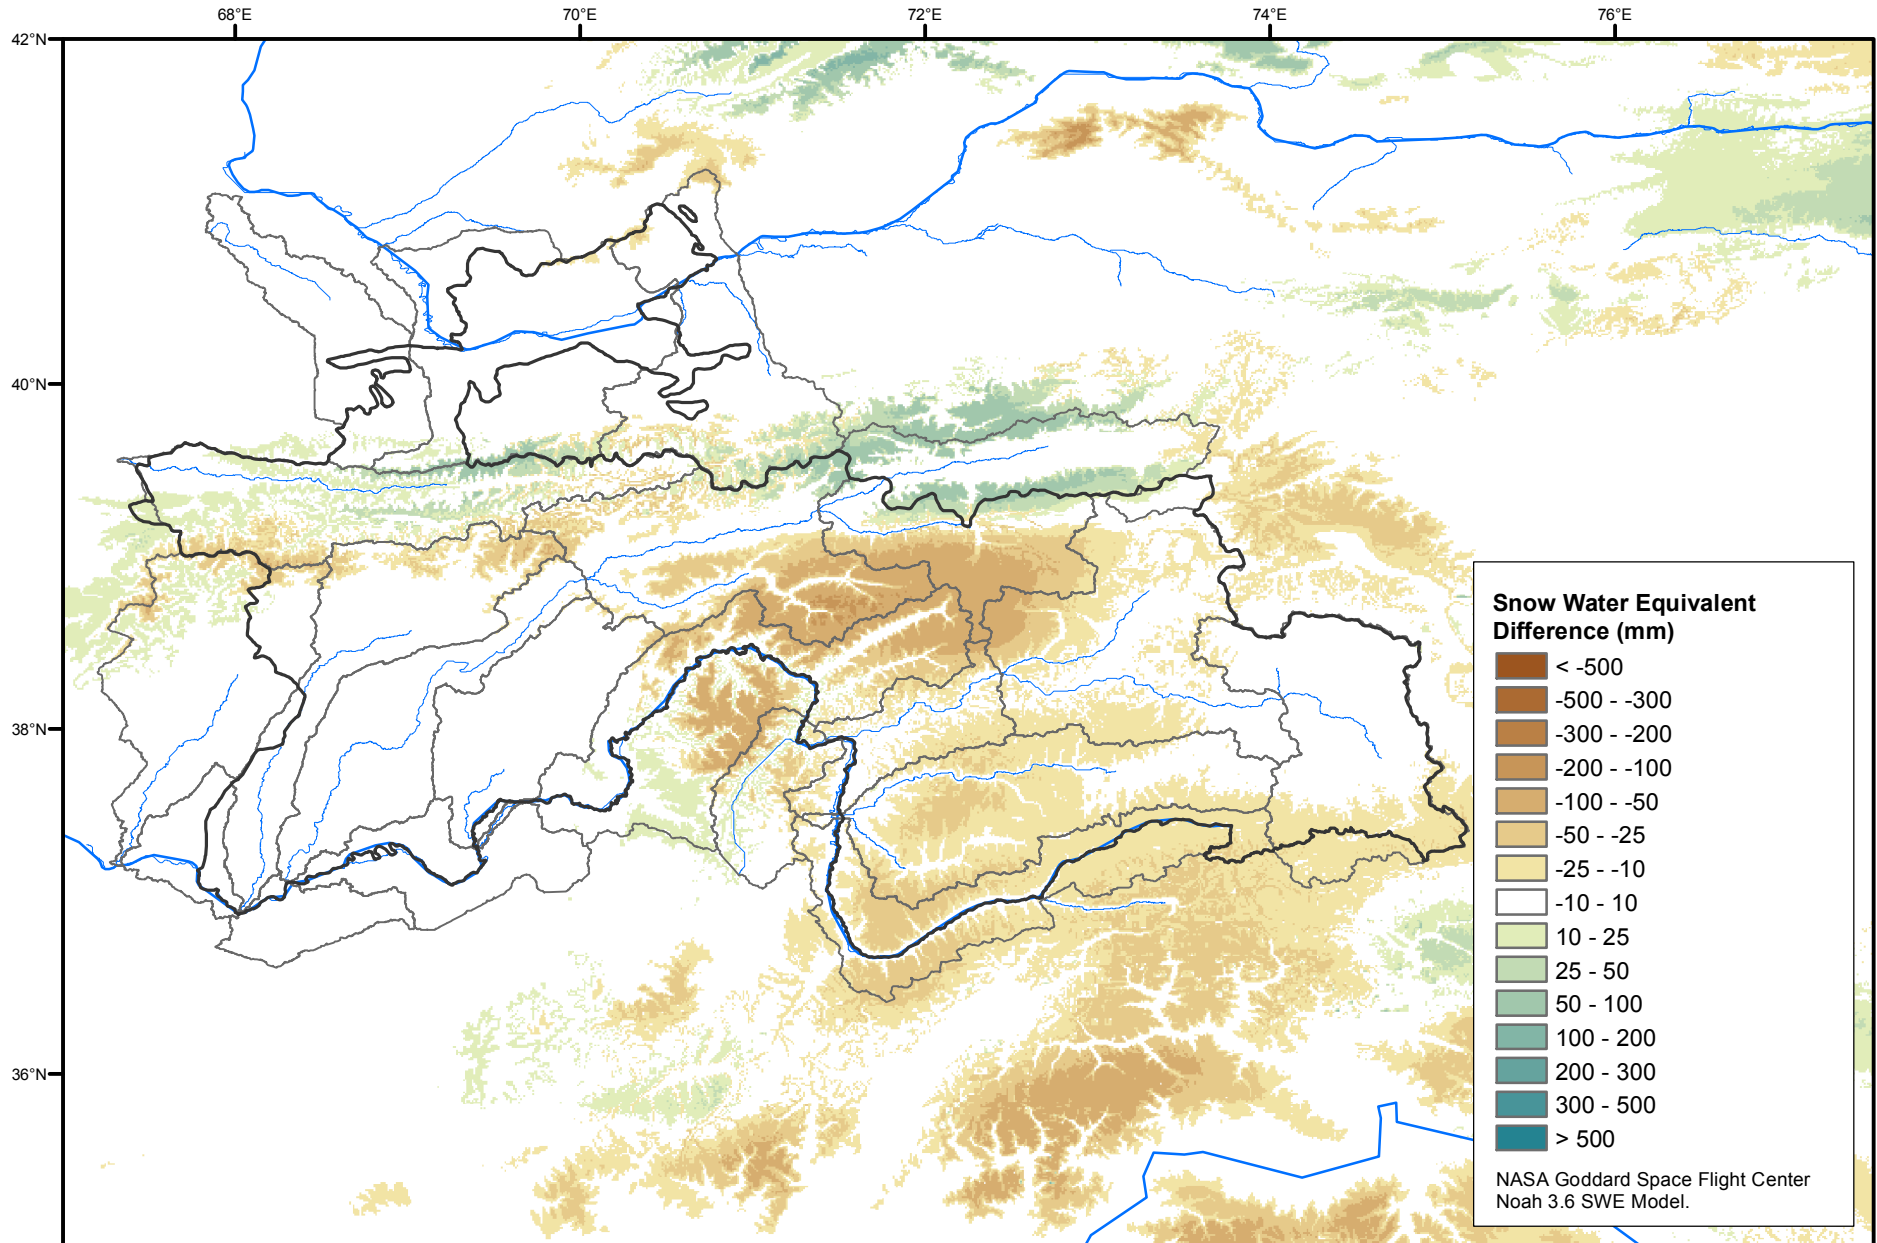 68°E 70°E 72°E 74°E 76°E
42°N
40°N
38°N
36°N
Snow Water Equivalent
Difference (mm)
< -500
-500 - -300
-300 - -200
-200 - -100
-100 - -50
-50 - -25
-25 - -10
-10 - 10
10 - 25
25 - 50
50 - 100
100 - 200
200 - 300
300 - 500
> 500
NASA Goddard Space Flight Center
Noah 3.6 SWE Model.